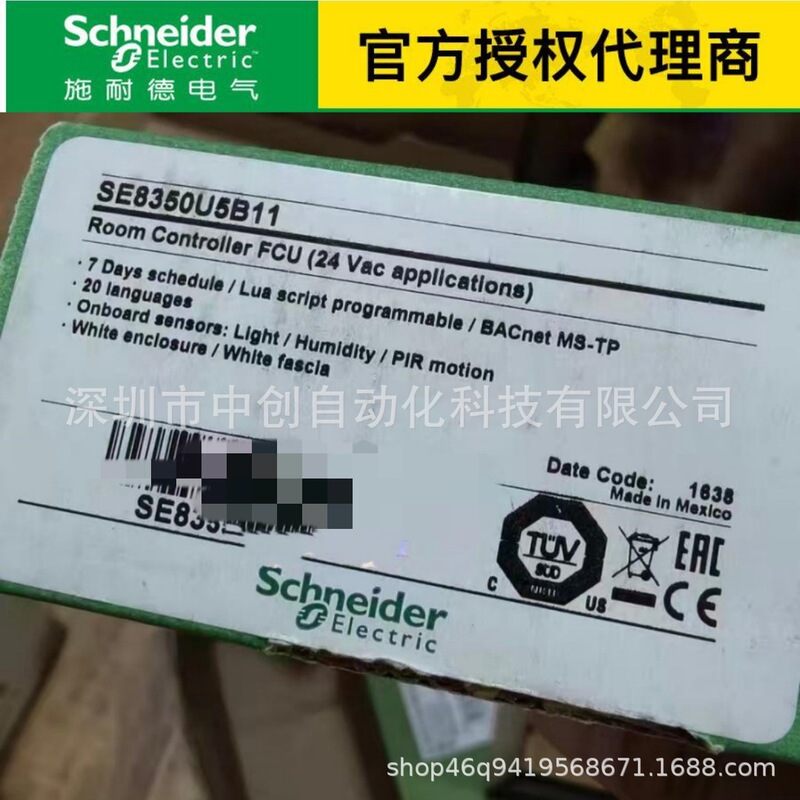 Schneider
Electric
施耐德电气
官方授权代理商
SE8350U5B11
Room Controller FCU (24 Vac applications)
· 7 Days schedule / Lua script programmable / BACnet MS-TP
· 20 languages
· Onboard sensors: Light / Humidity / PIR motion
· White enclosure / White fascia
深圳市中创自动化科技有限公司
Date Code: 1638
Made in Mexico
SE835
TÜV
SÜD
C US
EAC
CE
Schneider
Electric
shop46q9419568671.1688.com